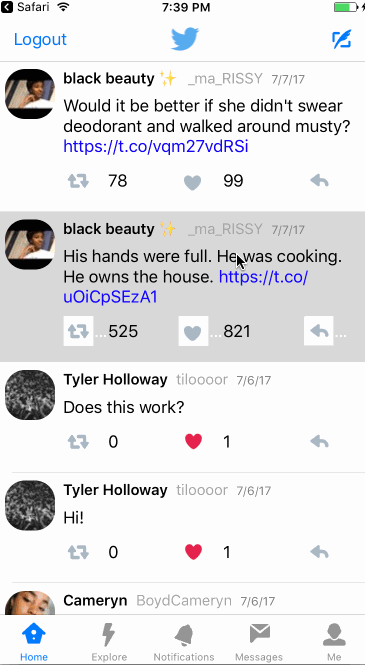 Safari 7:39 PM
Logout
black beauty ✨ _ma_RISSY 7/7/17
Would it be better if she didn't swear
deodorant and walked around musty?
https://t.co/vqm27vdRSi
78 99
black beauty ✨ _ma_RISSY 7/7/17
His hands were full. He was cooking.
He owns the house. https://t.co/
uOiCpSEzA1
... 525 ... 821 ...
Tyler Holloway tiloooor 7/6/17
Does this work?
0 1
Tyler Holloway tiloooor 7/6/17
Hi!
0 1
Cameryn BoydCameryn 7/6/17
Home Explore Notifications Messages Me